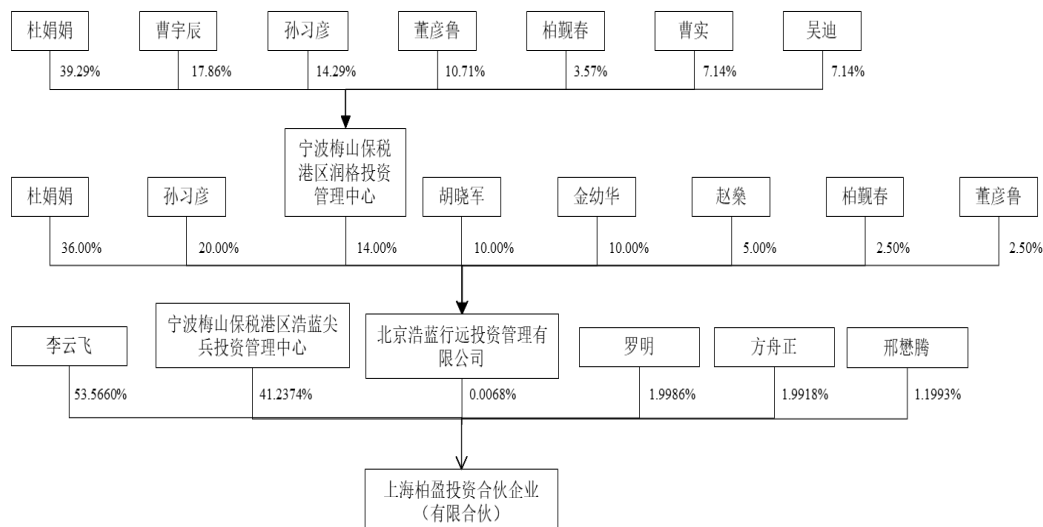 杜娟娟
曹宇辰
孙习彦
董彦鲁
柏觐春
曹实
吴迪
39.29%
17.86%
14.29%
10.71%
3.57%
7.14%
7.14%
宁波梅山保税
港区润格投资
管理中心
杜娟娟
孙习彦
胡晓军
金幼华
赵燊
柏觐春
董彦鲁
36.00%
20.00%
14.00%
10.00%
10.00%
5.00%
2.50%
2.50%
李云飞
宁波梅山保税港区浩蓝尖
兵投资管理中心
北京浩蓝行远投资管理有
限公司
罗明
方舟正
邢懋腾
53.5660%
41.2374%
0.0068%
1.9986%
1.9918%
1.1993%
上海柏盈投资合伙企业
（有限合伙）